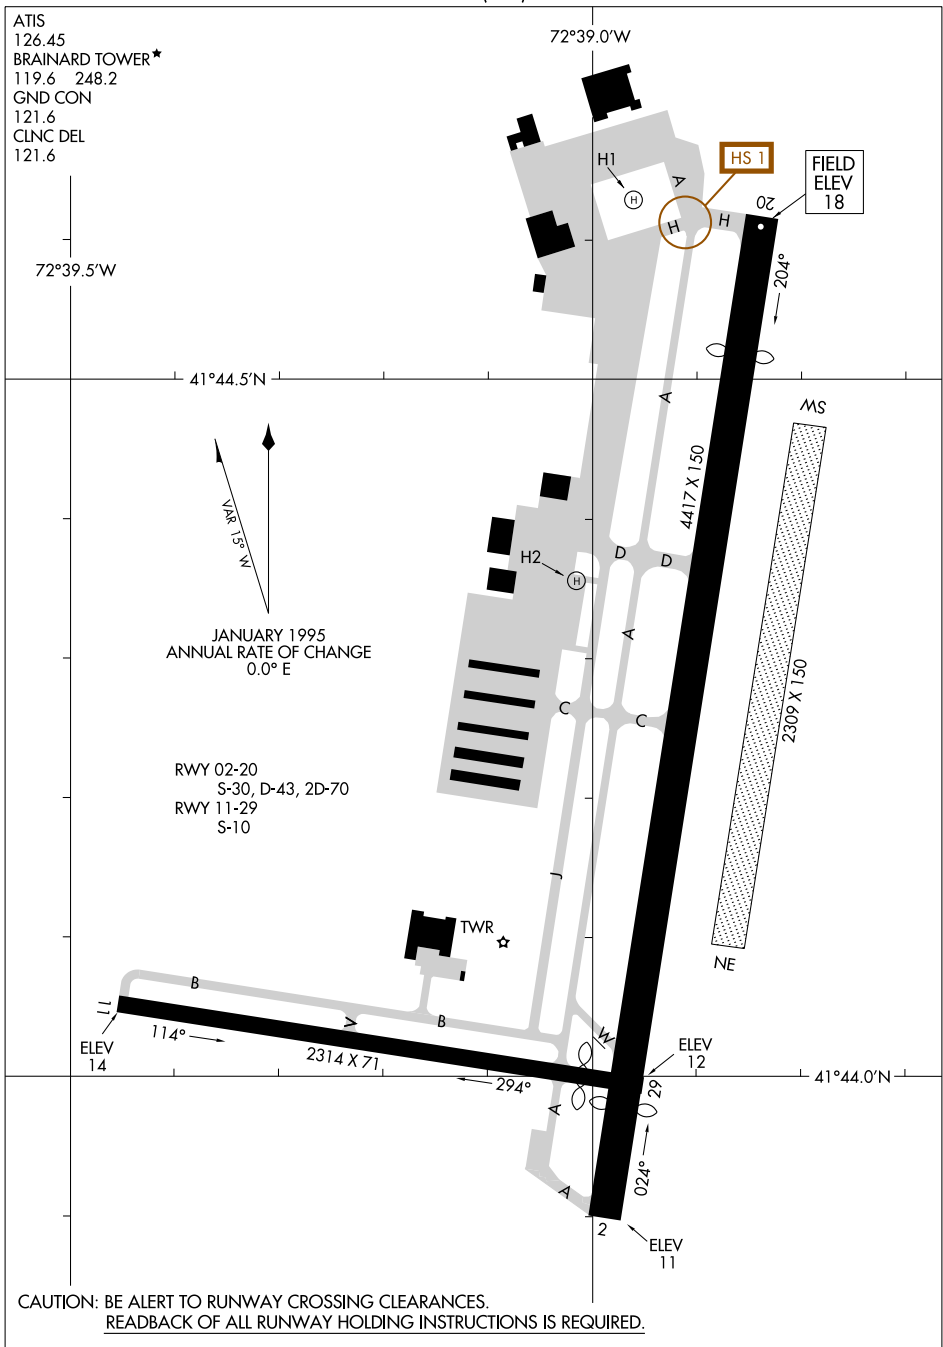 ATIS
126.45
BRAINARD TOWER★
119.6 248.2
GND CON
121.6
CLNC DEL
121.6
72°39.0'W
H1
H
A
HS 1
FIELD
ELEV
18
20
H
H
72°39.5'W
204°
41°44.5'N
A
SW
4417 X 150
VAR 15° W
D
D
H2
H
JANUARY 1995
ANNUAL RATE OF CHANGE
0.0° E
A
2309 X 150
C
C
RWY 02-20
S-30, D-43, 2D-70
RWY 11-29
S-10
J
TWR
NE
B
B
V
W
11
114°
ELEV
14
2314 X 71
294°
ELEV
12
29
41°44.0'N
A
024°
A
2
ELEV
11
CAUTION: BE ALERT TO RUNWAY CROSSING CLEARANCES.
READBACK OF ALL RUNWAY HOLDING INSTRUCTIONS IS REQUIRED.